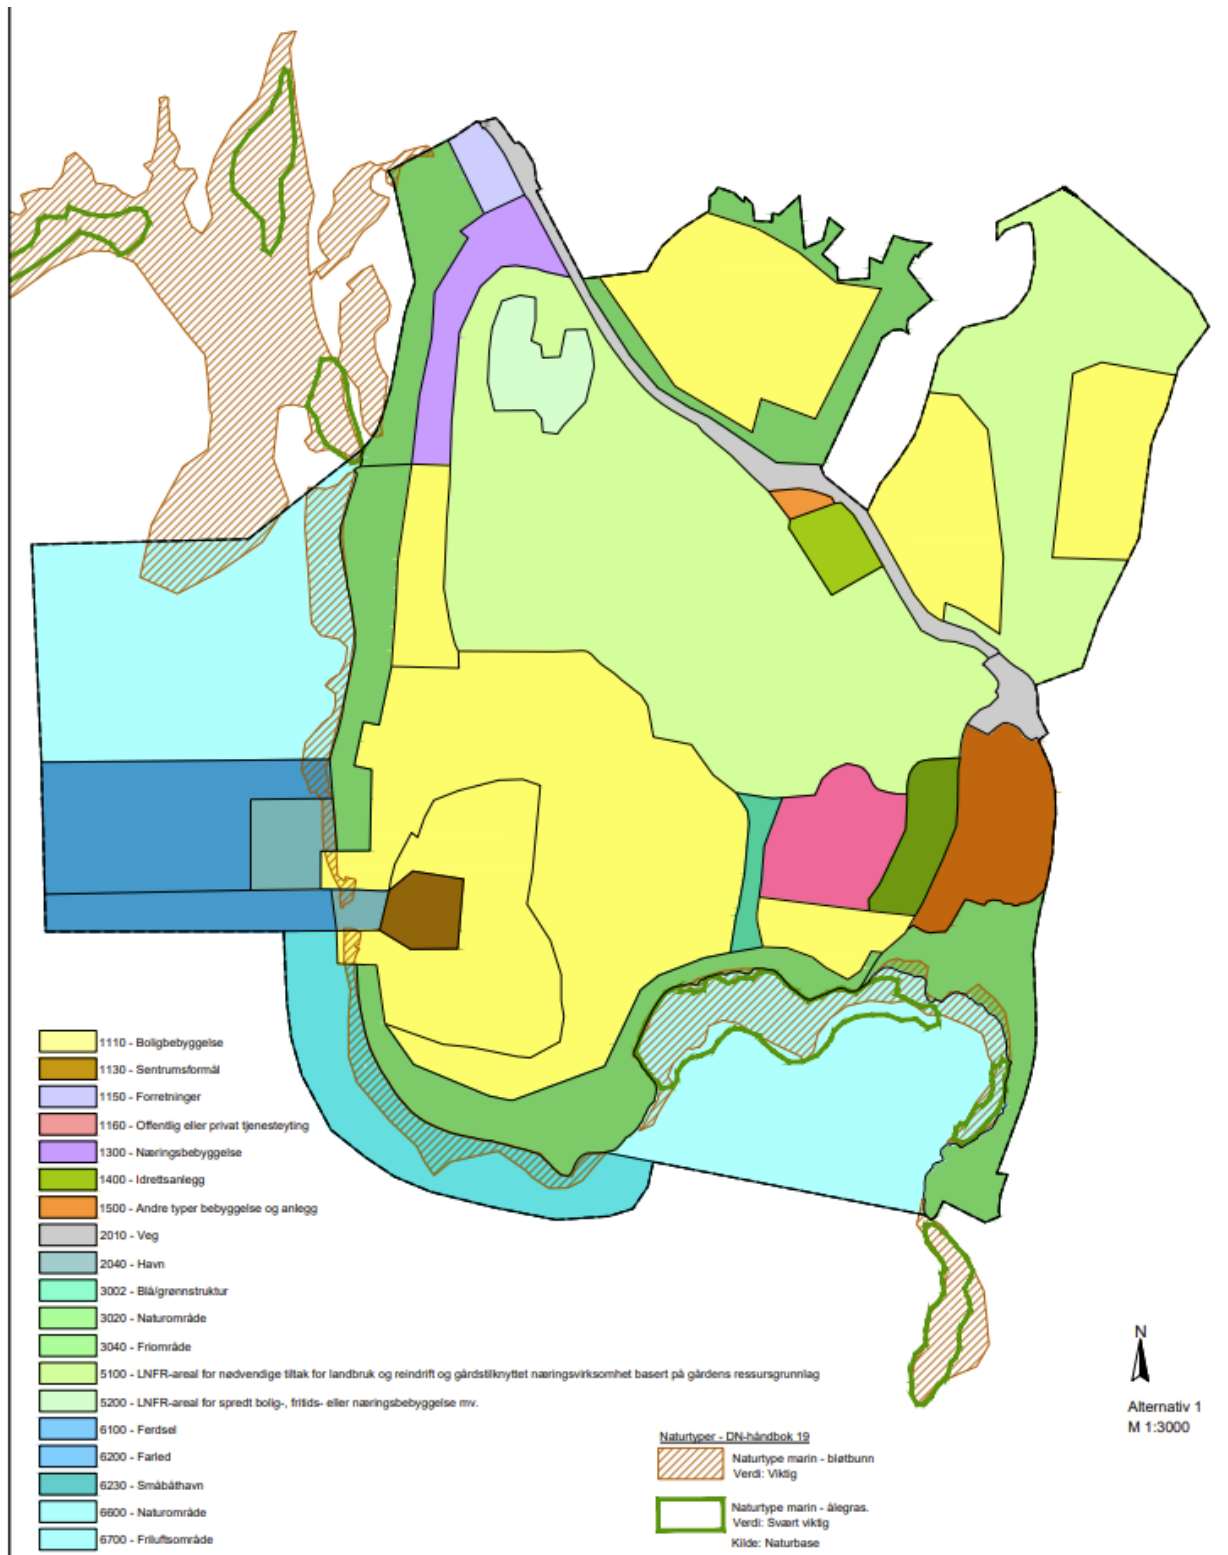 1110 - Boligbebyggelse
1130 - Sentrumsformål
1150 - Forretninger
1160 - Offentlig eller privat tjenesteyting
1300 - Næringsbebyggelse
1400 - Idrettsanlegg
1500 - Andre typer bebyggelse og anlegg
2010 - Veg
2040 - Havn
3002 - Blå/grønnstruktur
3020 - Naturområde
3040 - Friområde
5100 - LNFR-areal for nødvendige tiltak for landbruk og reindrift og gårdstilknyttet næringsvirksomhet basert på gårdens ressursgrunnlag
5200 - LNFR-areal for spredt bolig-, fritids- eller næringsbebyggelse mv.
6100 - Ferdsel
6200 - Farled
6230 - Småbåthavn
6600 - Naturområde
6700 - Friluftsområde
Naturtyper - DN-håndbok 19
Naturtype marin - bløtbunn
Verdi: Viktig
Naturtype marin - ålegras.
Verdi: Svært viktig
Kilde: Naturbase
N
Alternativ 1
M 1:3000